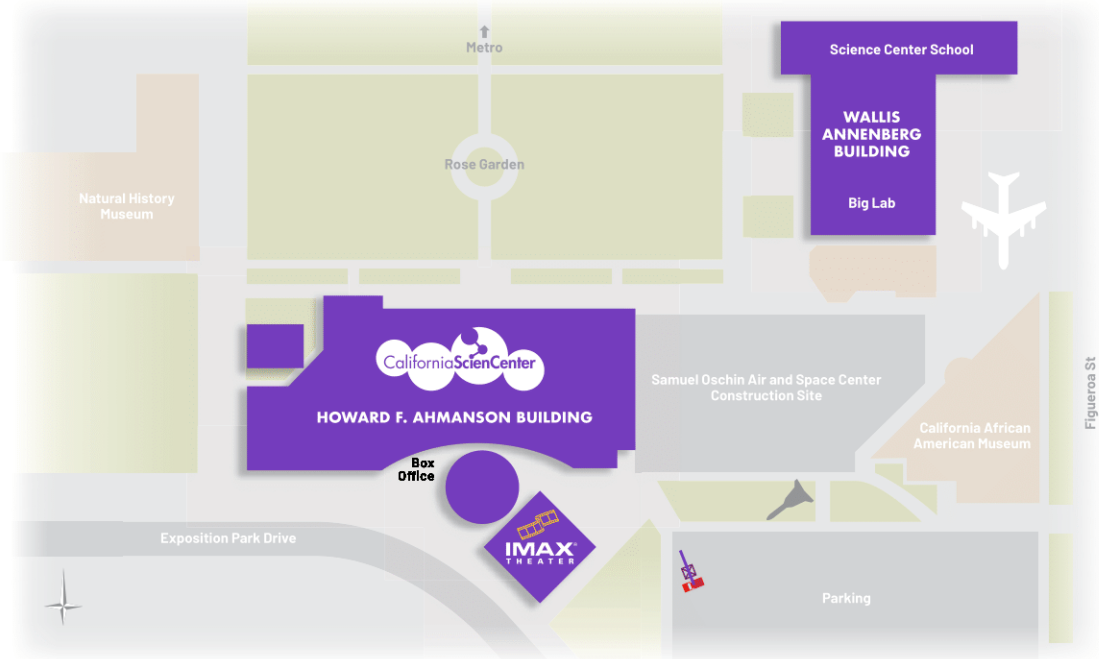 Metro
Science Center School
WALLIS
ANNENBERG
BUILDING
Rose Garden
Natural History
Museum
Big Lab
CaliforniaScienCenter
HOWARD F. AHMANSON BUILDING
Samuel Oschin Air and Space Center
Construction Site
Figueroa St
California African
American Museum
Box
Office
Exposition Park Drive
IMAX
THEATER
Parking